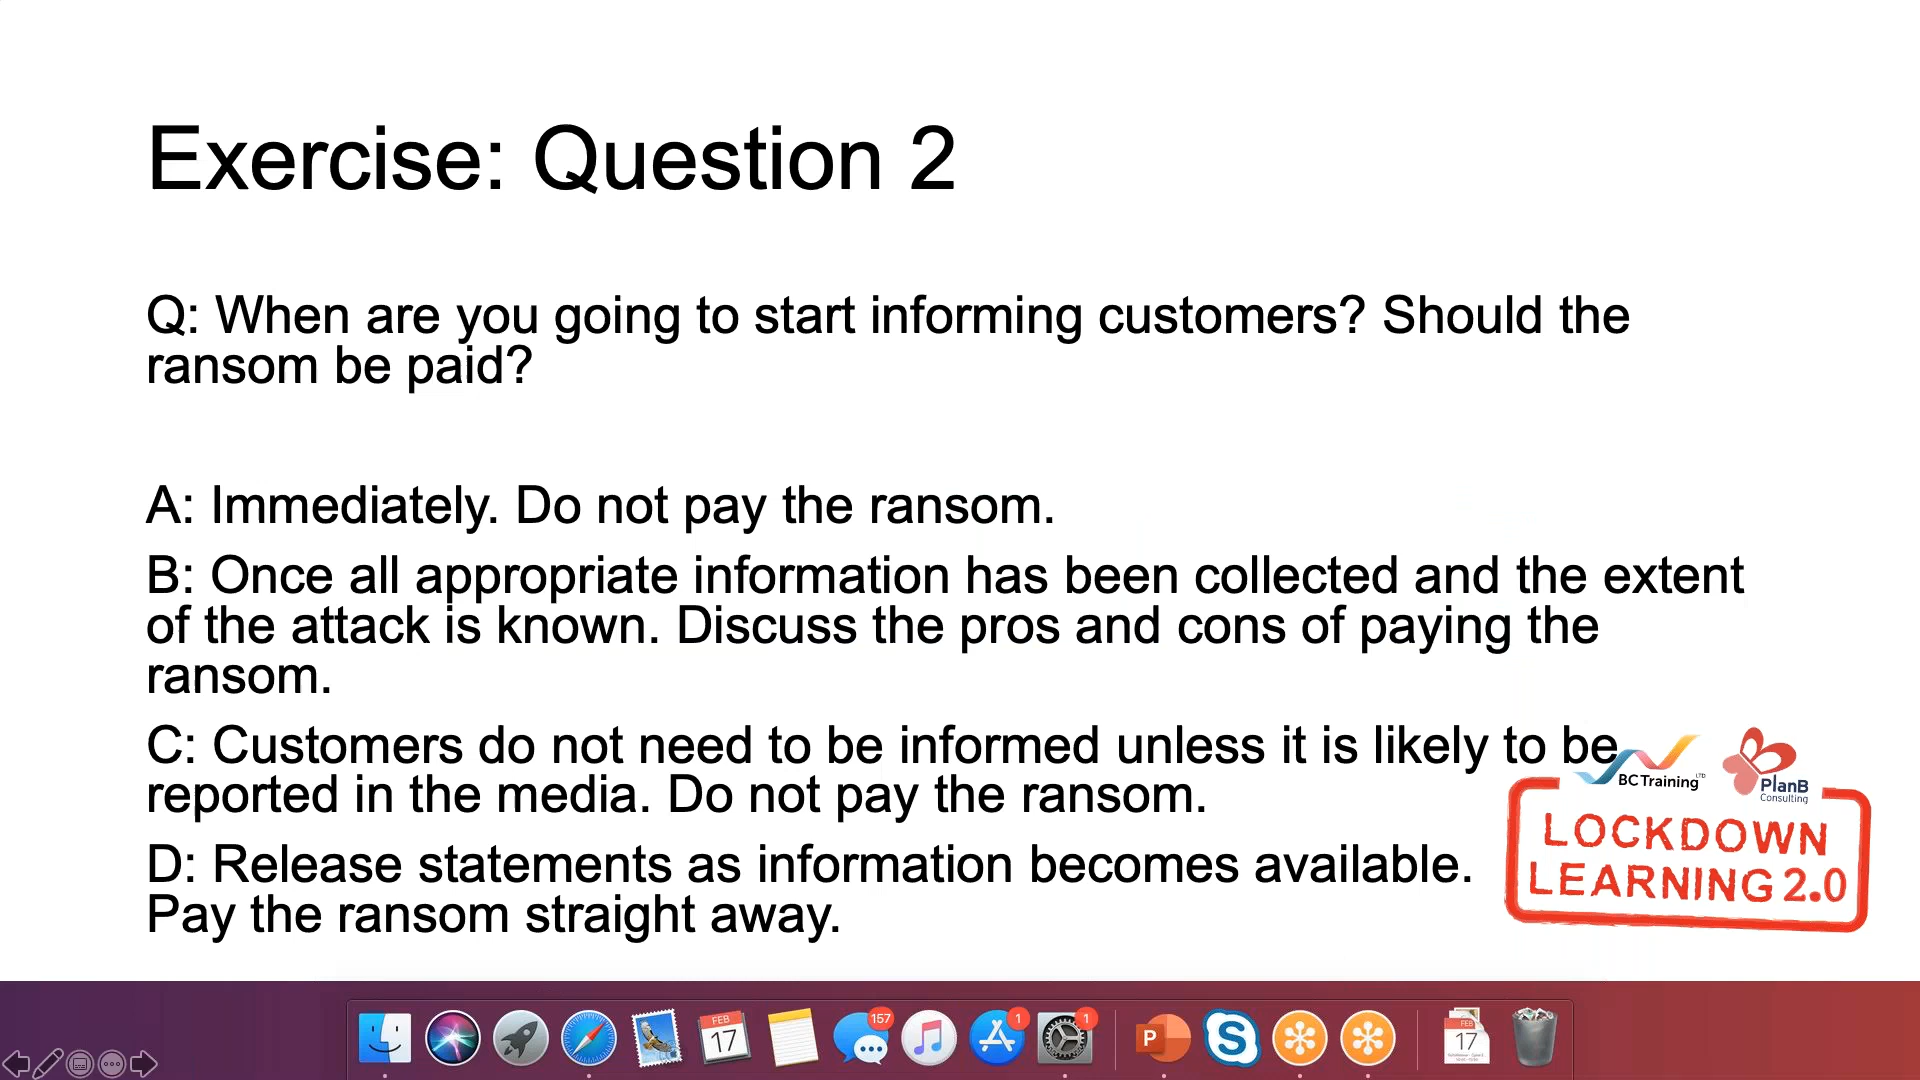 Exercise: Question 2
Q: When are you going to start informing customers? Should the
ransom be paid?
A: Immediately. Do not pay the ransom.
B: Once all appropriate information has been collected and the extent
of the attack is known. Discuss the pros and cons of paying the
ransom.
C: Customers do not need to be informed unless it is likely to be
reported in the media. Do not pay the ransom.
D: Release statements as information becomes available.
Pay the ransom straight away.
BC Training LTD
PlanB
Consulting
LOCKDOWN
LEARNING 2.0
FEB
17
157
1
1
P
S
FEB
17